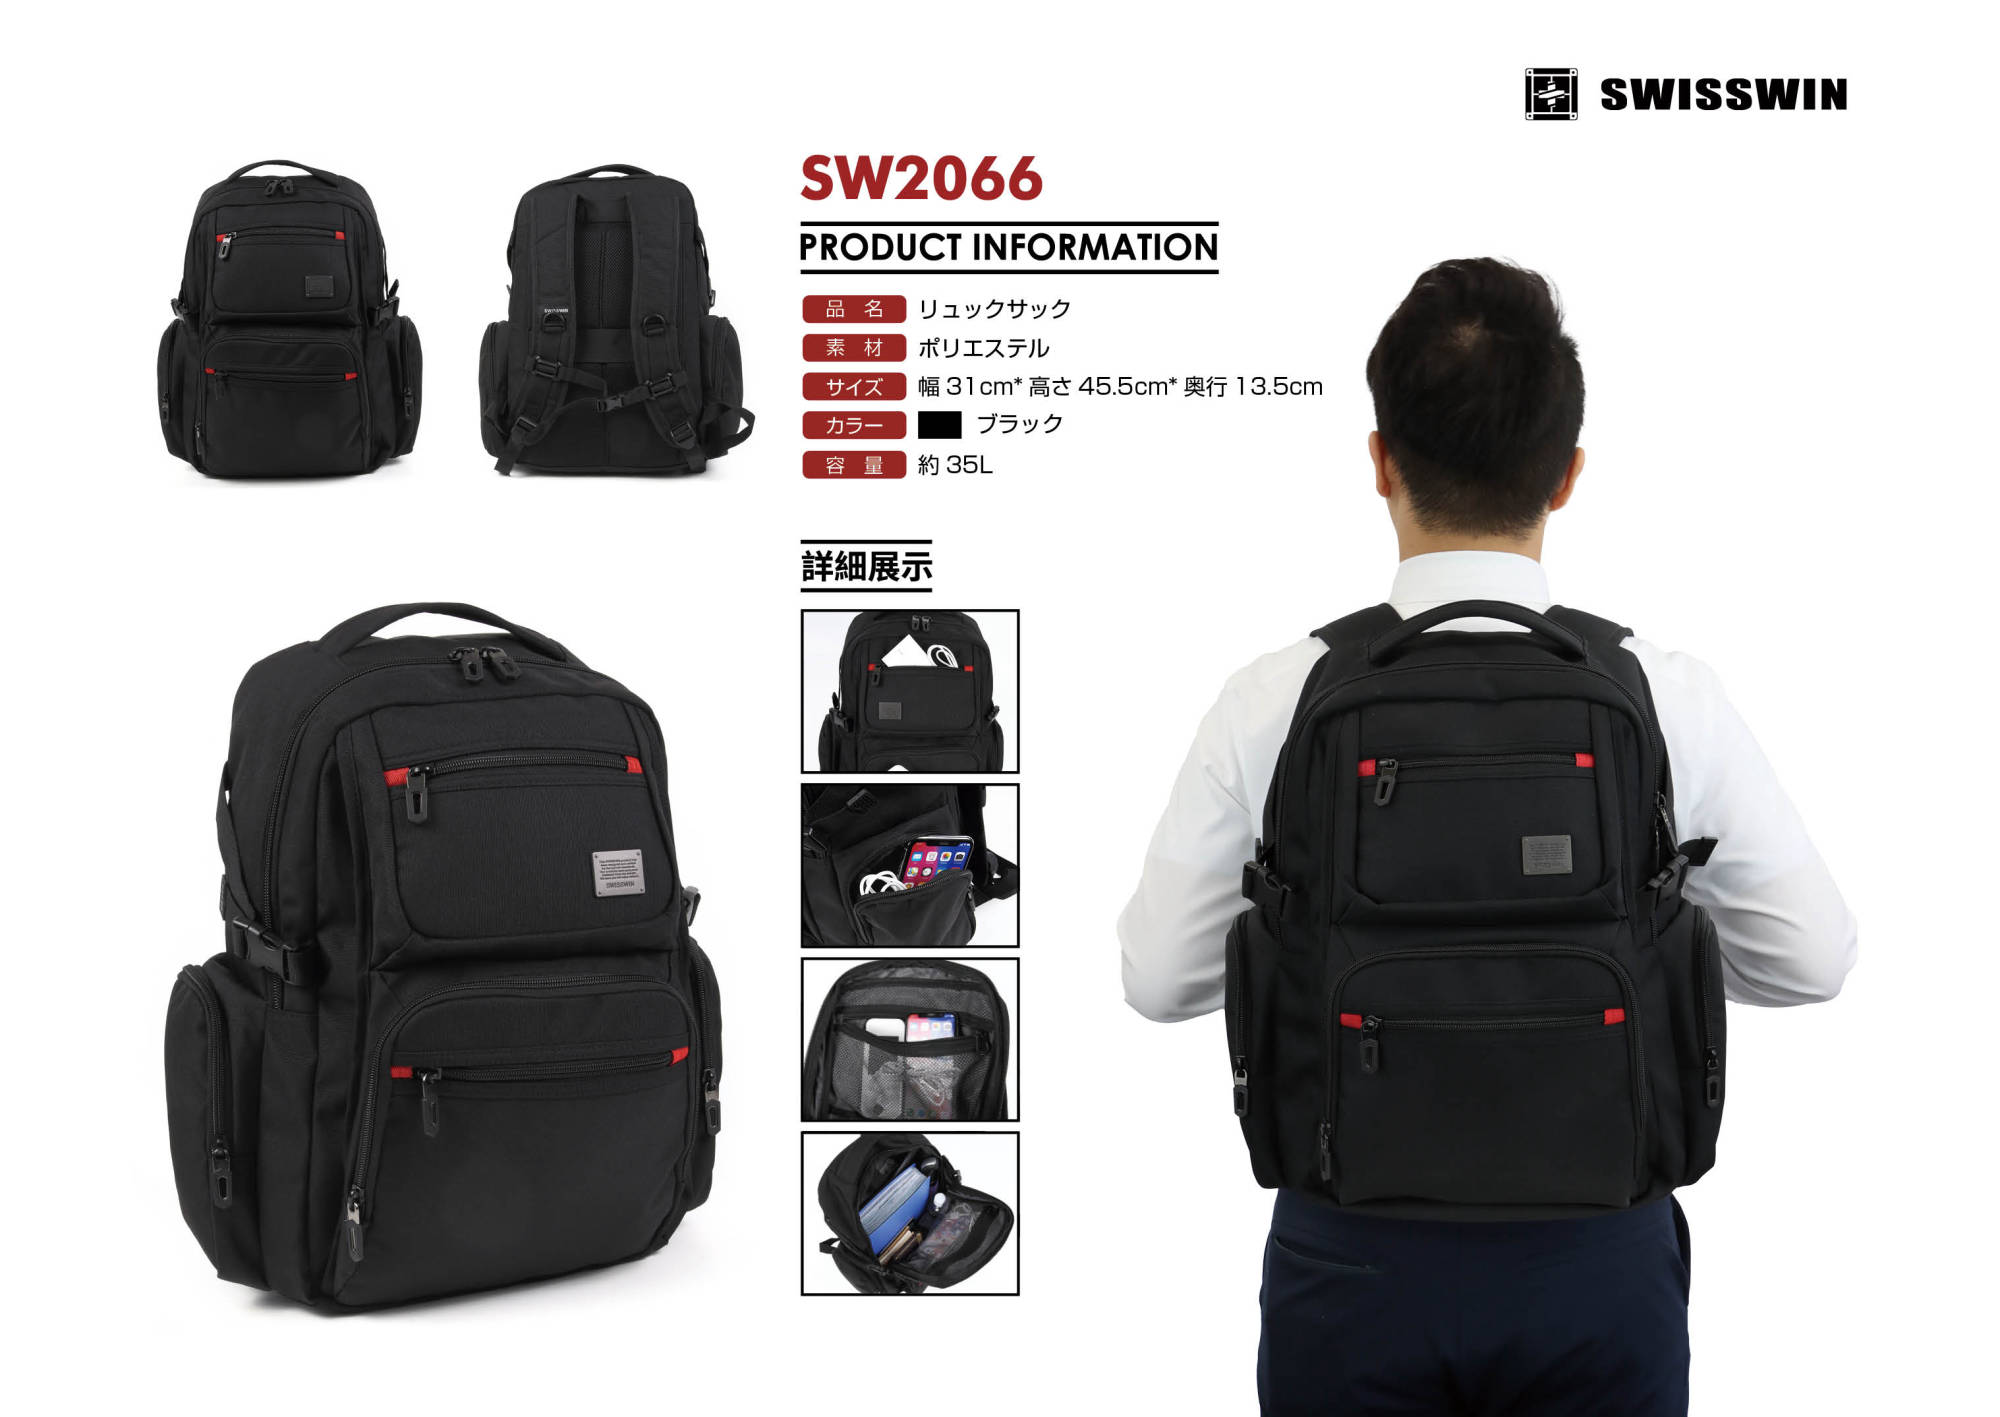 SWISSWIN
SW2066
PRODUCT INFORMATION
品 名 リュックサック
素 材 ポリエステル
サイズ 幅 31cm* 高さ 45.5cm* 奥行 13.5cm
カラー ブラック
容 量 約 35L
詳細展示
SWISSWIN
SWISSWIN